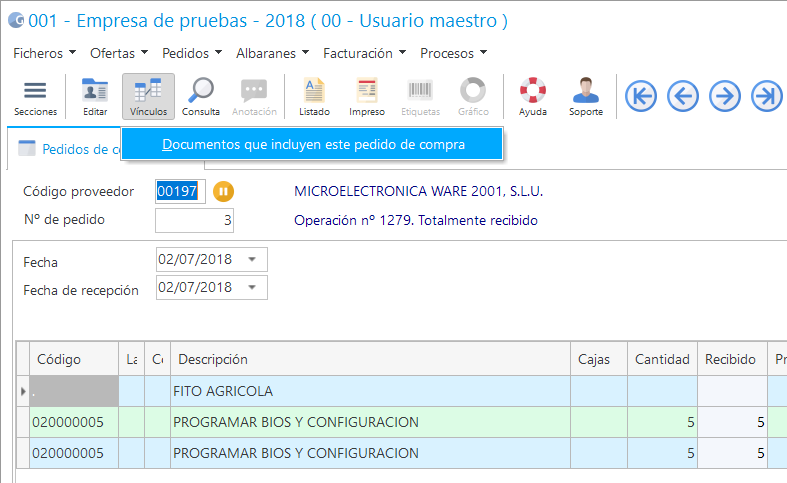 001 - Empresa de pruebas - 2018 ( 00 - Usuario maestro )
Ficheros Ofertas Pedidos Albaranes Facturación Procesos
Secciones Editar Vínculos Consulta Anotación Listado Impreso Etiquetas Gráfico Ayuda Soporte
Documentos que incluyen este pedido de compra
Pedidos de co
Código proveedor 00197 MICROELECTRONICA WARE 2001, S.L.U.
Nº de pedido 3 Operación nº 1279. Totalmente recibido
Fecha 02/07/2018
Fecha de recepción 02/07/2018
Código La Co Descripción Cajas Cantidad Recibido Pr
. FITO AGRICOLA
020000005 PROGRAMAR BIOS Y CONFIGURACION 5 5
020000005 PROGRAMAR BIOS Y CONFIGURACION 5 5